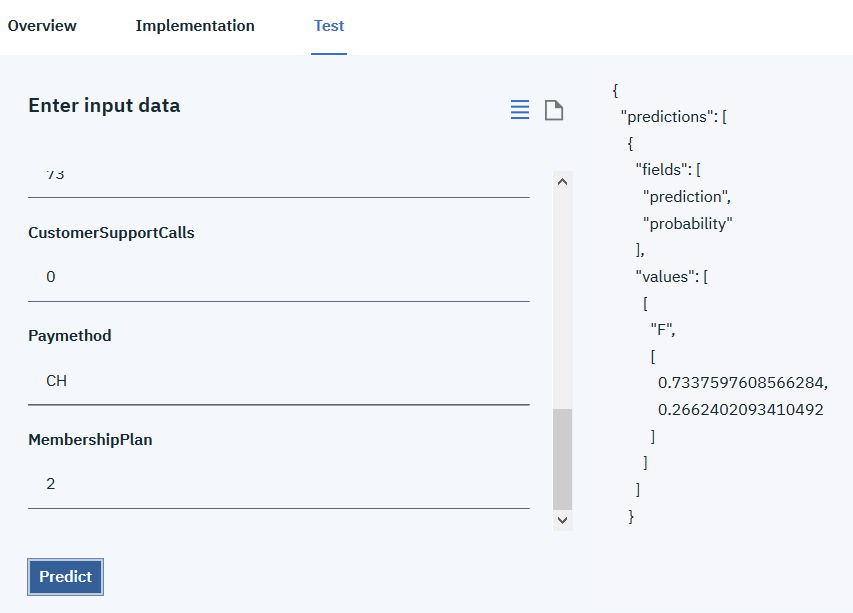 Overview Implementation Test
Enter input data
73
CustomerSupportCalls
0
Paymethod
CH
MembershipPlan
2
Predict
{
"predictions": [
{
"fields": [
"prediction",
"probability"
],
"values": [
[
"F",
[
0.7337597608566284,
0.2662402093410492
]
]
]
}